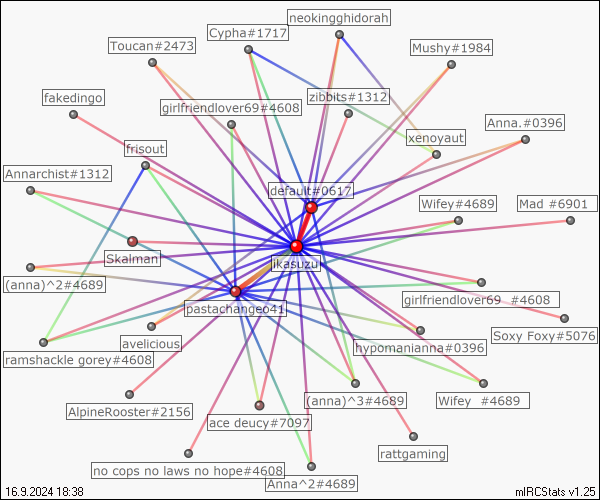 neokingghidorah
Cypha#1717
Toucan#2473
Mushy#1984
fakedingo
zibbits#1312
girlfriendlover69#4608
Anna.#0396
xenoyaut
frisout
Annarchist#1312
default#0617
Wifey#4689
Mad #6901
Skalman
jkasuzu
(anna)^2#4689
girlfriendlove69 #4608
pastachange41
Soxy Foxy#5076
avelicious
hypomanianna#0396
ramshackle gorey#4608
(anna)^3#4689
Wifey #4689
AlpineRooster#2156
ace deucy#7097
rattgaming
no cops no laws no hope#4608
Anna^2#4689
16.9.2024 18:38
mIRCStats v1.25